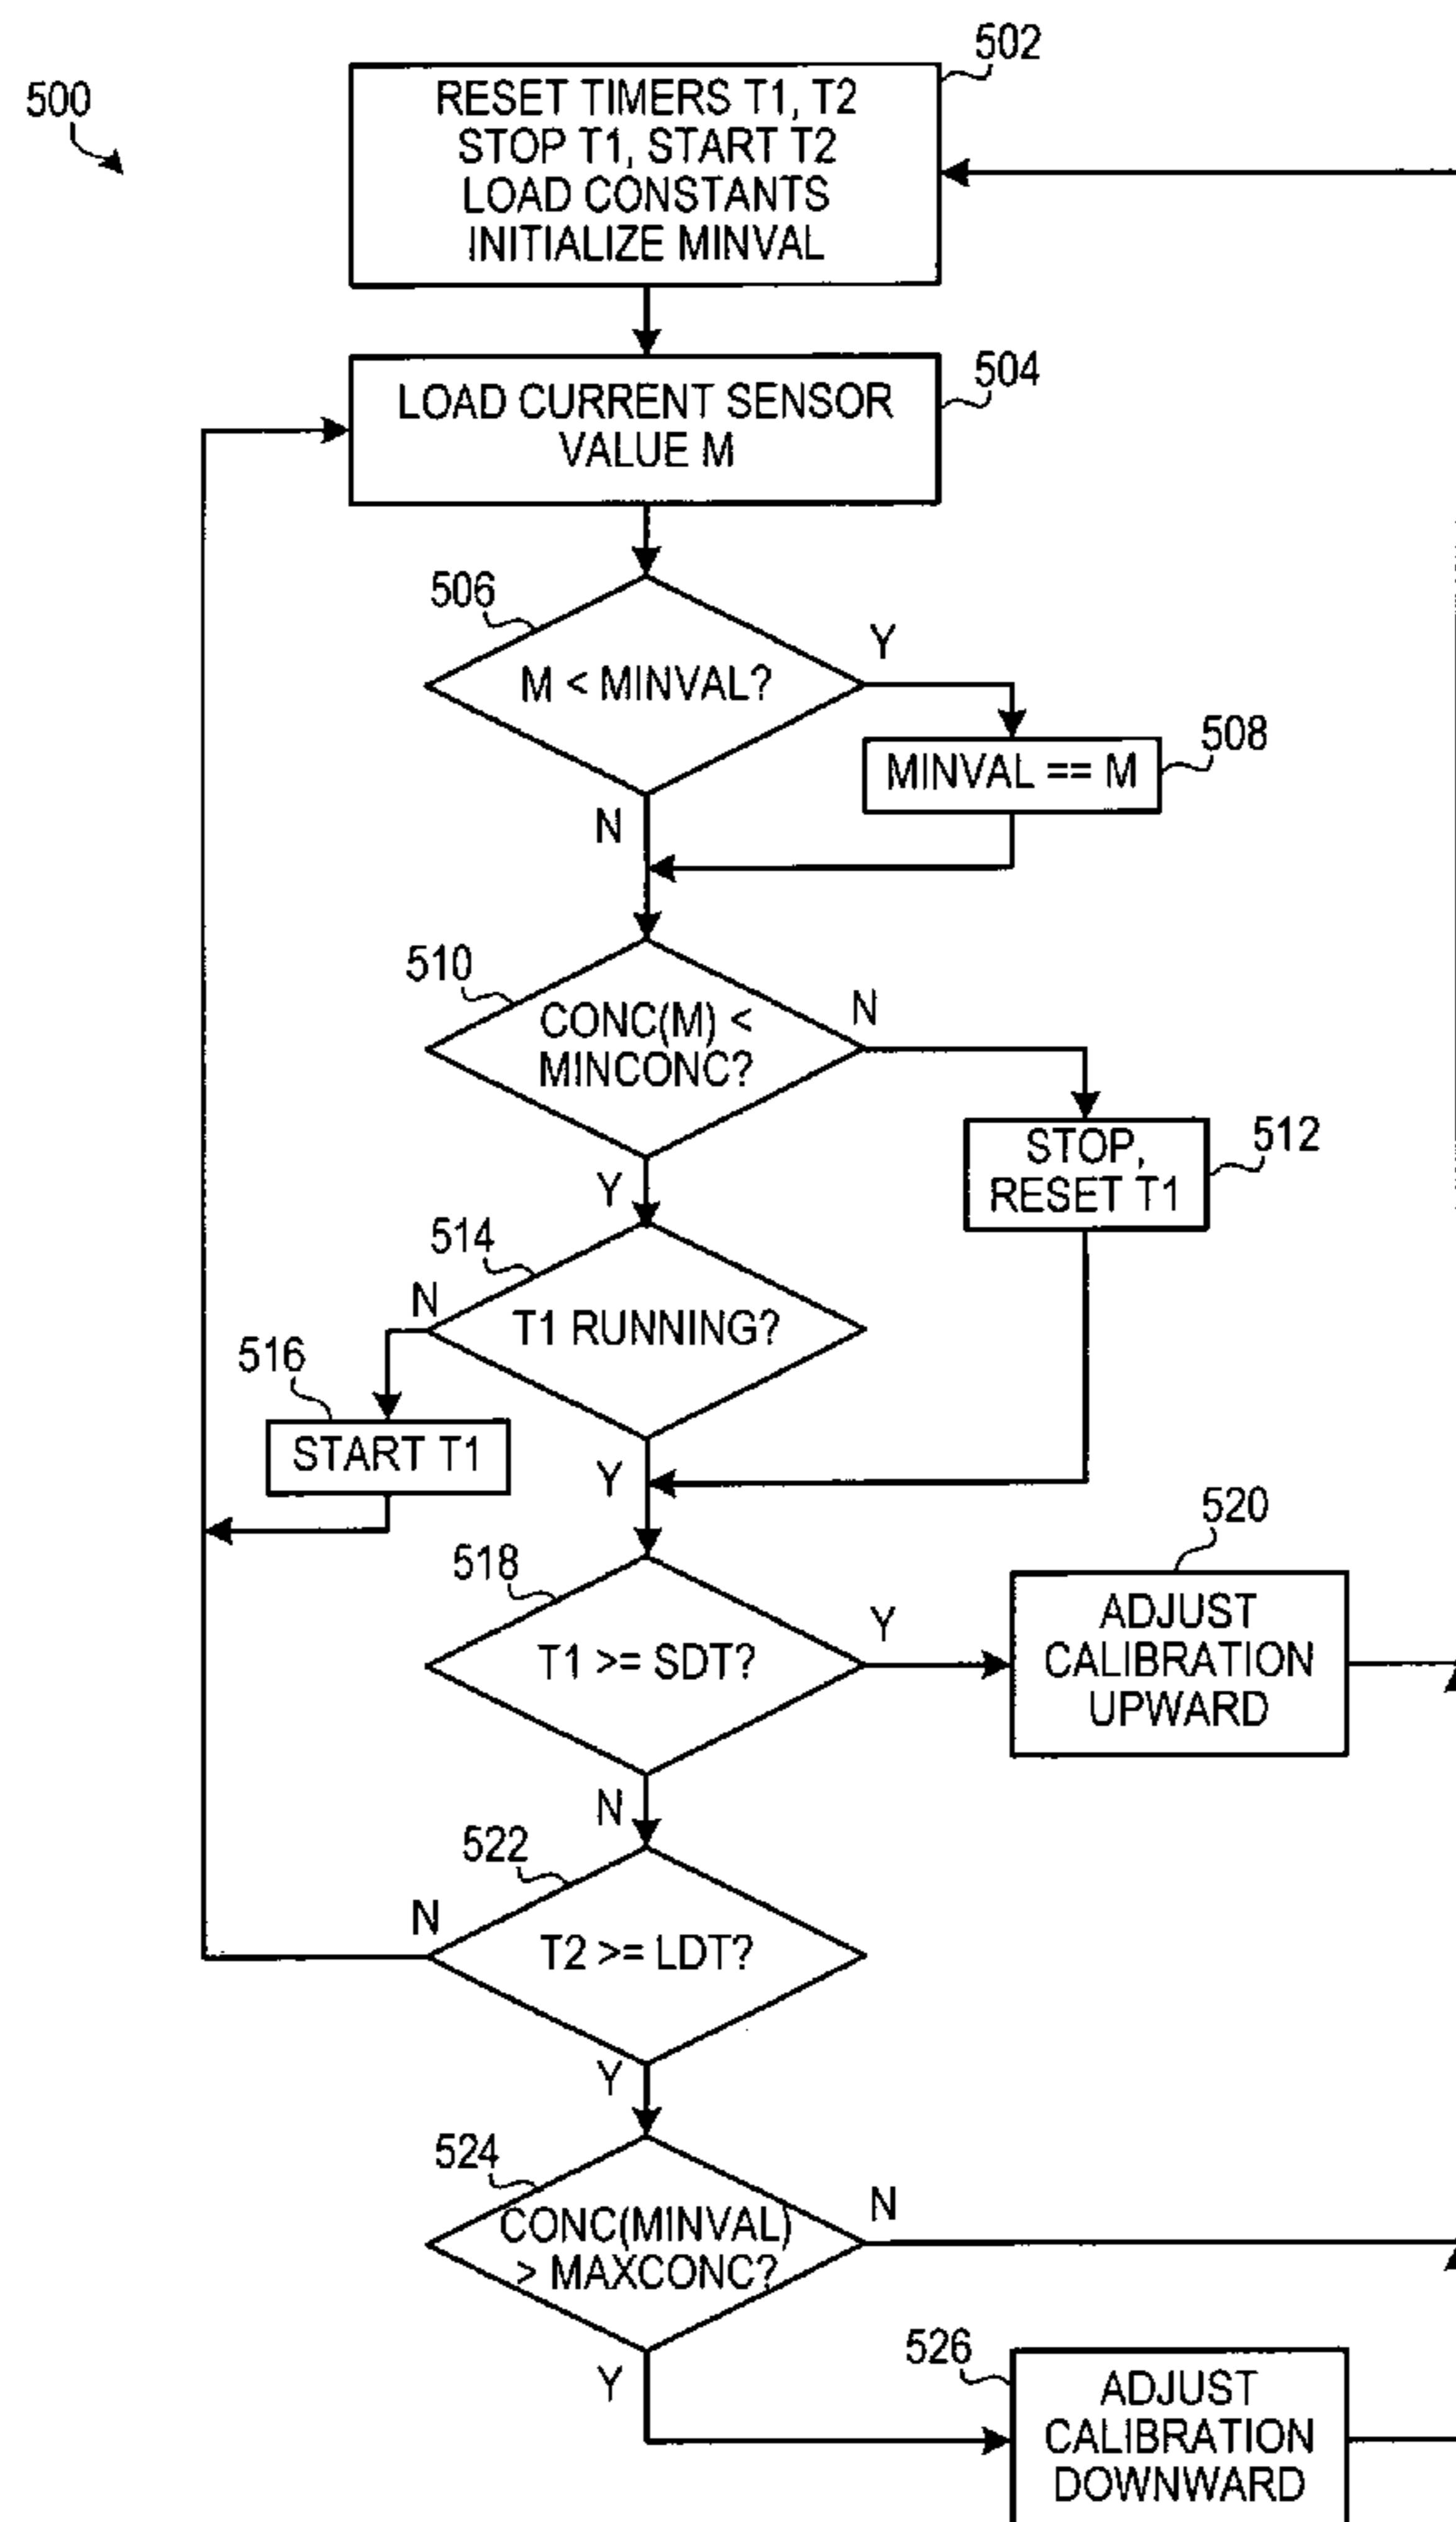 500
502
RESET TIMERS T1, T2
STOP T1, START T2
LOAD CONSTANTS
INITIALIZE MINVAL
504
LOAD CURRENT SENSOR
VALUE M
506
M < MINVAL?
Y
N
508
MINVAL == M
510
CONC(M) <
MINCONC?
N
Y
512
STOP,
RESET T1
514
T1 RUNNING?
N
Y
516
START T1
518
T1 >= SDT?
Y
N
520
ADJUST
CALIBRATION
UPWARD
522
T2 >= LDT?
N
Y
524
CONC(MINVAL)
> MAXCONC?
N
Y
526
ADJUST
CALIBRATION
DOWNWARD